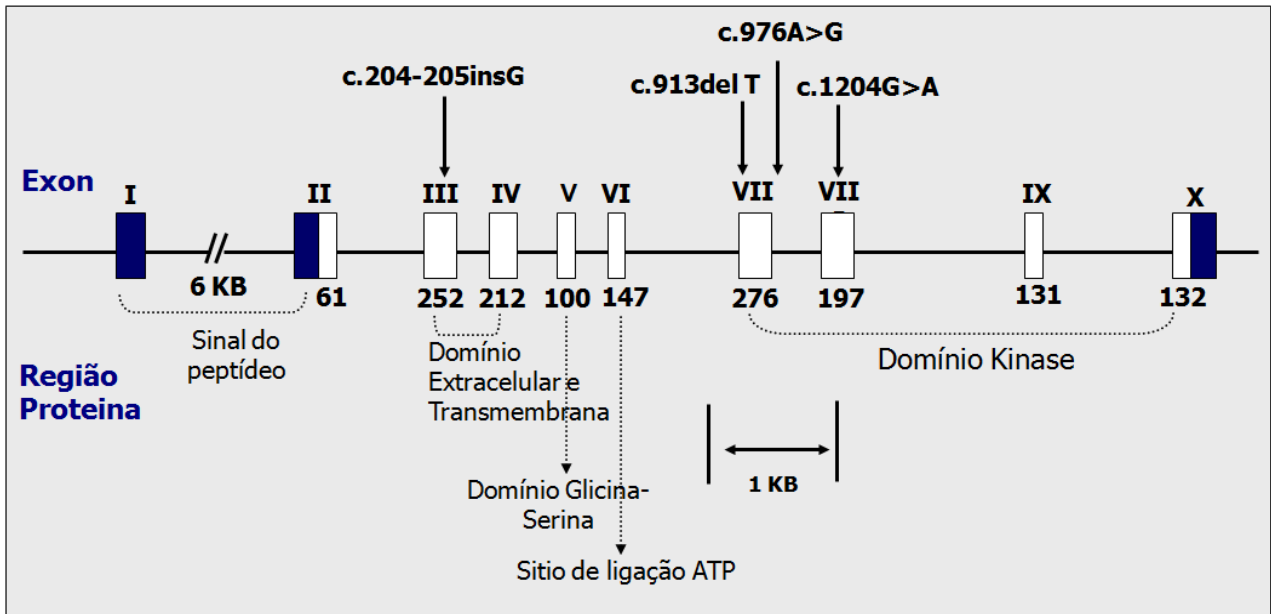 c.976A>G
c.204-205insG
c.913del T
c.1204G>A
Exon
I
II
III
IV
V
VI
VII
VII
IX
X
6 KB
61
252
212
100
147
276
197
131
132
Sinal do
peptídeo
Domínio
Extracelular e
Transmembrana
Domínio Kinase
Região
Proteina
1 KB
Domínio Glicina-
Serina
Sitio de ligação ATP